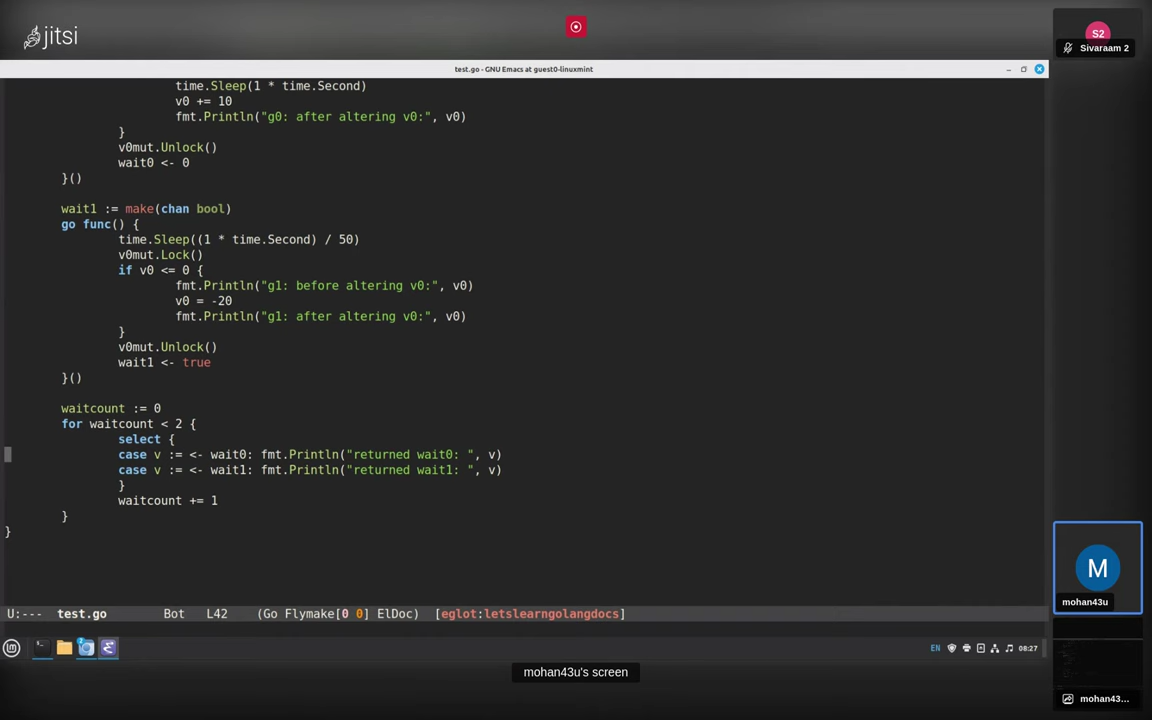 jitsi
S2
Sivaraam 2
test.go - GNU Emacs at guest0-linuxmint
time.Sleep(1 * time.Second)
v0 += 10
fmt.Println("g0: after altering v0:", v0)
}
v0mut.Unlock()
wait0 <- 0
}()
wait1 := make(chan bool)
go func() {
time.Sleep((1 * time.Second) / 50)
v0mut.Lock()
if v0 <= 0 {
fmt.Println("g1: before altering v0:", v0)
v0 = -20
fmt.Println("g1: after altering v0:", v0)
}
v0mut.Unlock()
wait1 <- true
}()
waitcount := 0
for waitcount < 2 {
select {
case v := <- wait0: fmt.Println("returned wait0: ", v)
case v := <- wait1: fmt.Println("returned wait1: ", v)
}
waitcount += 1
}
}
M
mohan43u
U:--- test.go Bot L42 (Go Flymake[0 0] ElDoc) [eglot:letslearngolangdocs]
EN 08:27
mohan43u's screen
mohan43...